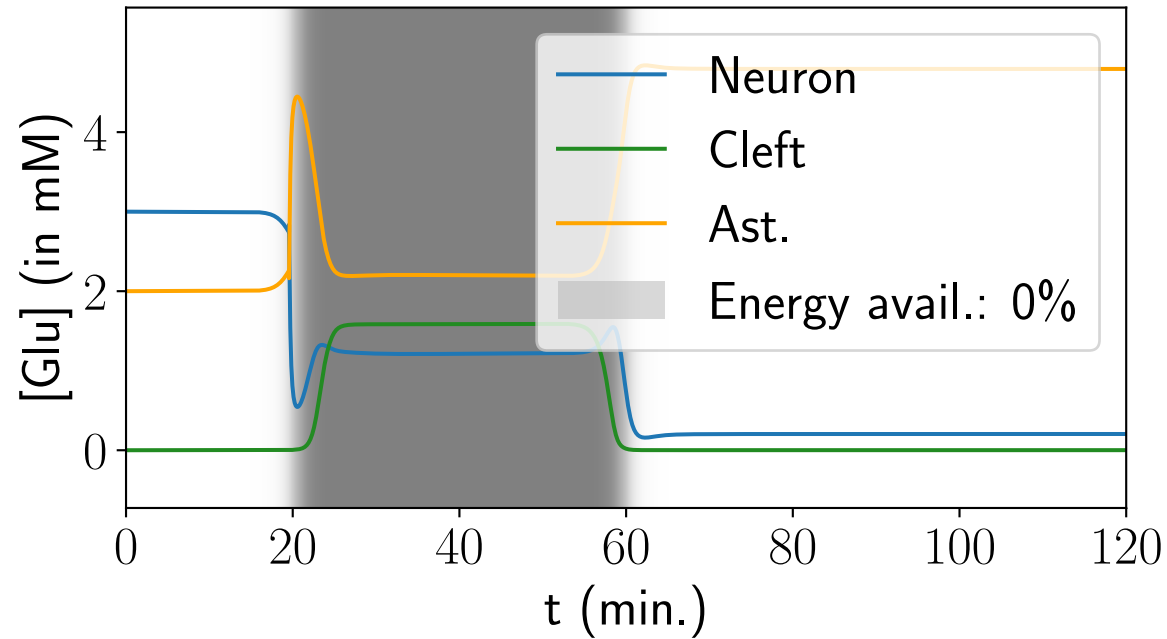 [Glu] (in mM)
4
2
0
Neuron
Cleft
Ast.
Energy avail.: 0%
0 20 40 60 80 100 120
t (min.)